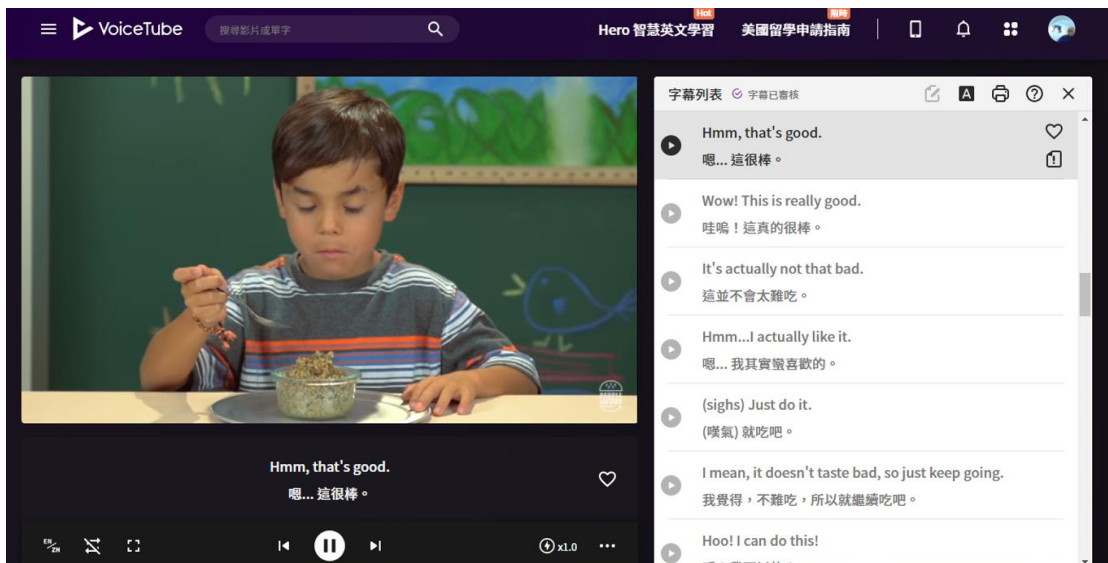 VoiceTube
搜尋影片或單字
Hot
Hero 智慧英文學習
限時
美國留學申請指南
字幕列表 字幕已審核
A
Hmm, that's good.
嗯... 這很棒。
Wow! This is really good.
哇嗚！這真的很棒。
It's actually not that bad.
這並不會太難吃。
Hmm...I actually like it.
嗯... 我其實蠻喜歡的。
(sighs) Just do it.
(嘆氣) 就吃吧。
I mean, it doesn't taste bad, so just keep going.
我覺得，不難吃，所以就繼續吃吧。
Hoo! I can do this!
Hmm, that's good.
嗯... 這很棒。
EN/ZH
x1.0